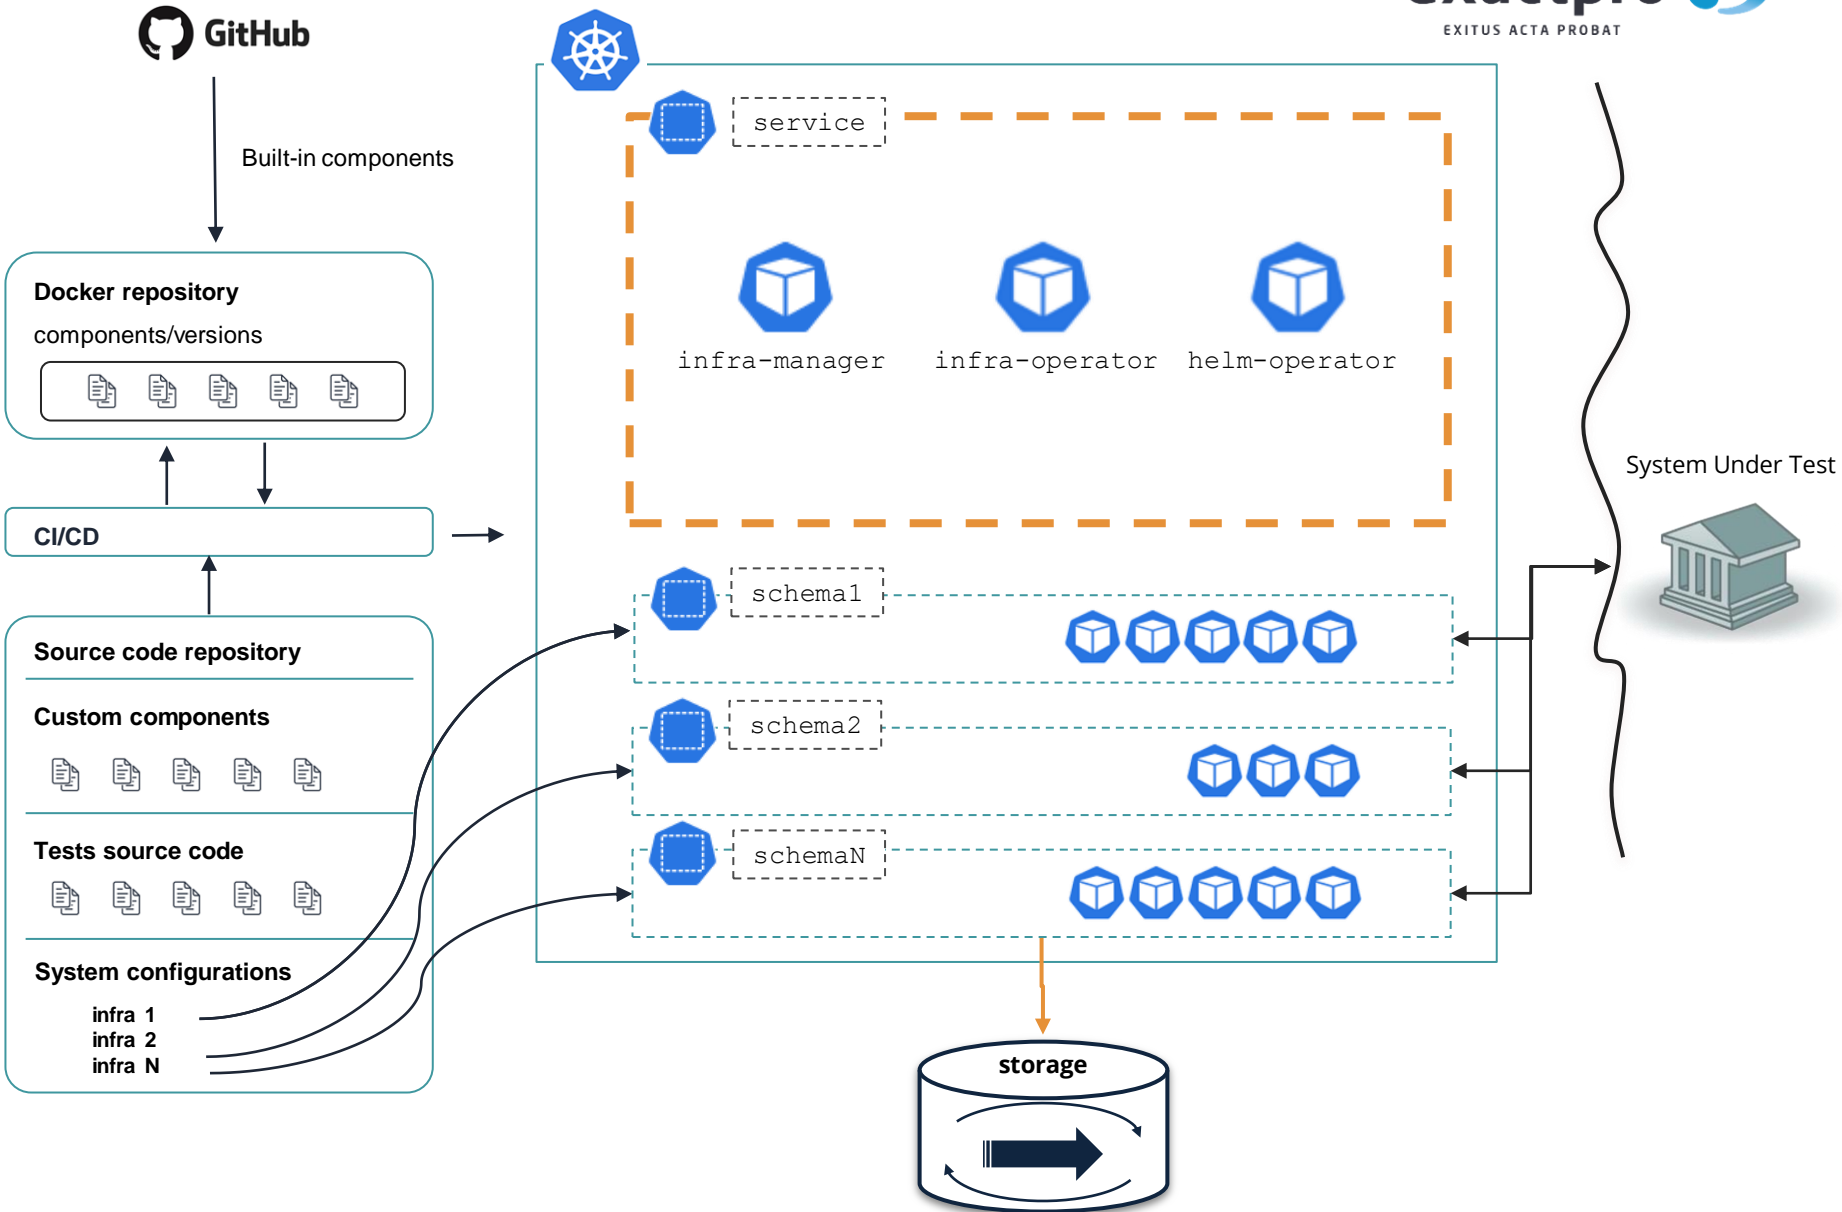 GitHub
exactpro
EXITUS ACTA PROBAT
Built-in components
Docker repository
components/versions
CI/CD
Source code repository
Custom components
Tests source code
System configurations
infra 1
infra 2
infra N
service
infra-manager
infra-operator
helm-operator
schema1
schema2
schemaN
storage
System Under Test